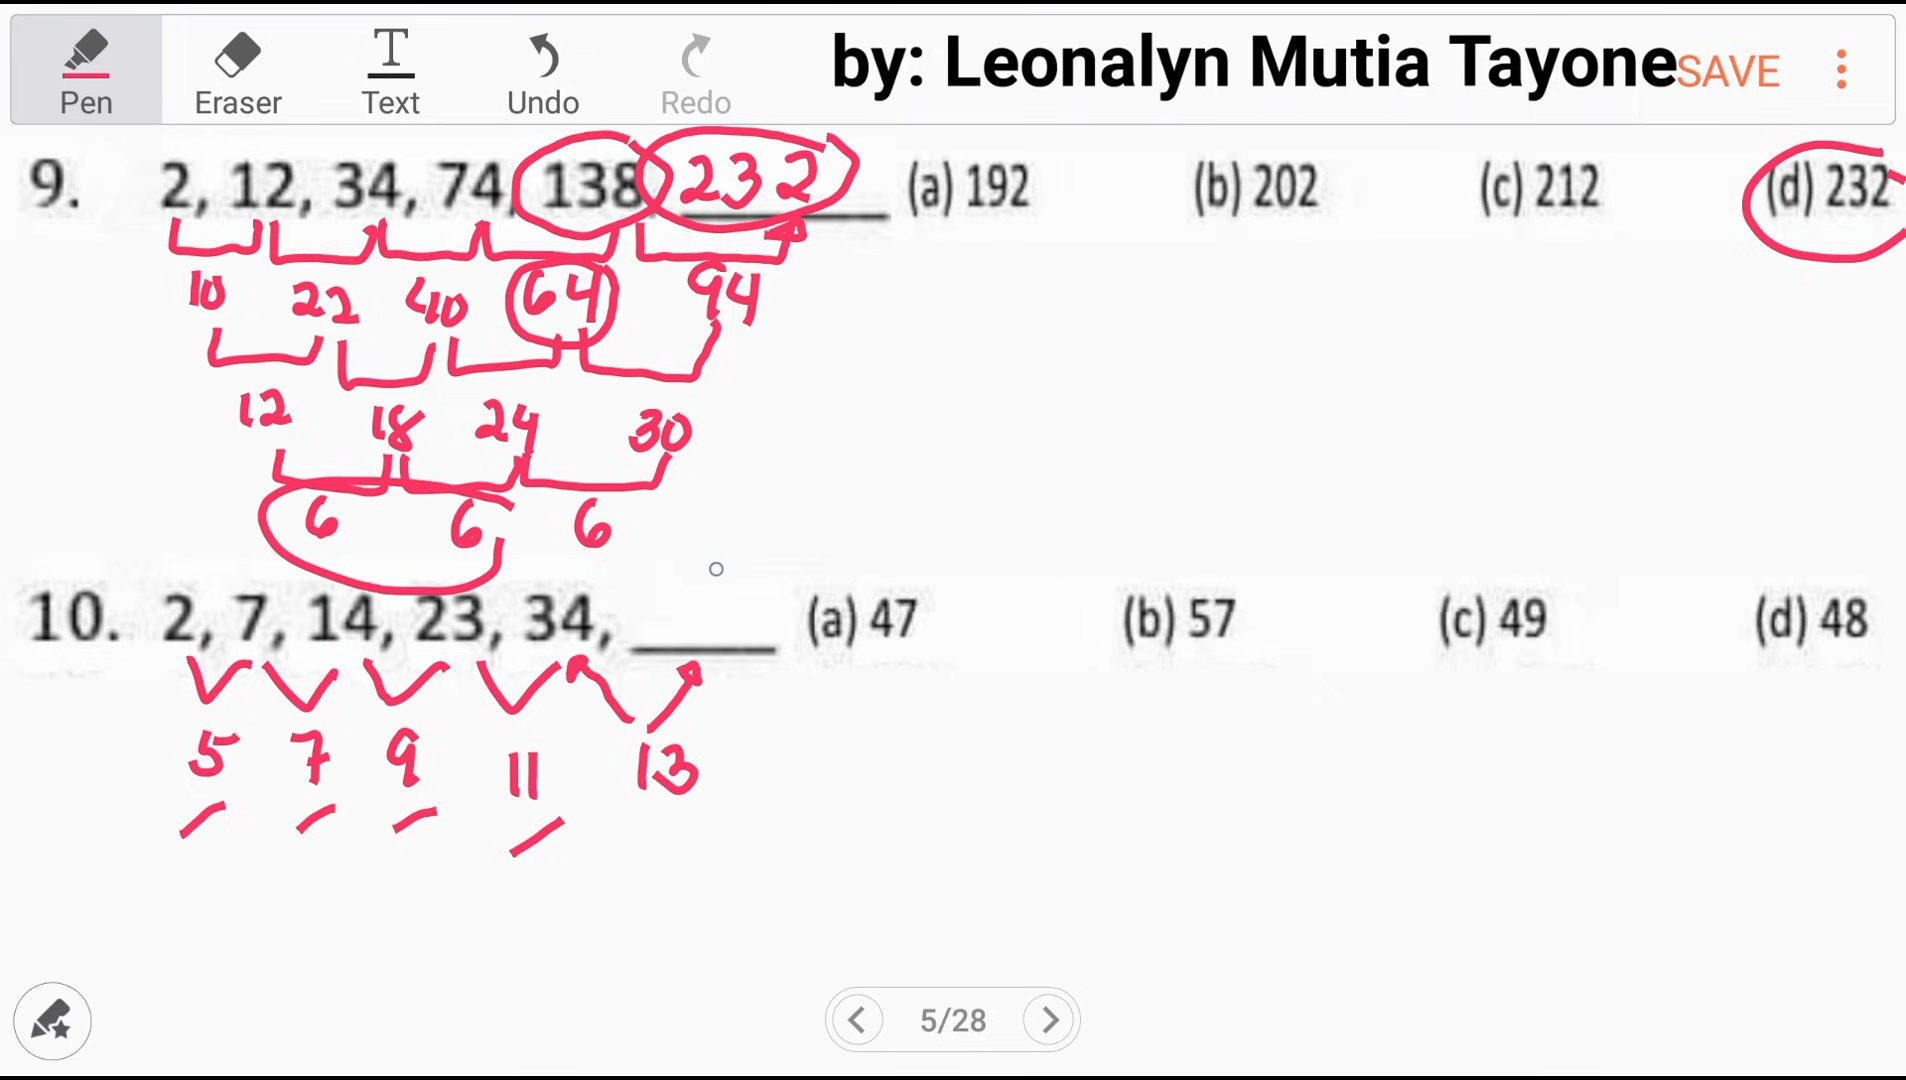 Pen Eraser Text Undo Redo by: Leonalyn Mutia Tayone SAVE
9. 2, 12, 34, 74, 138, 232 (a) 192 (b) 202 (c) 212 (d) 232
10 22 40 64 94
12 18 24 30
6 6 6
10. 2, 7, 14, 23, 34, ____ (a) 47 (b) 57 (c) 49 (d) 48
5 7 9 11 13
5/28